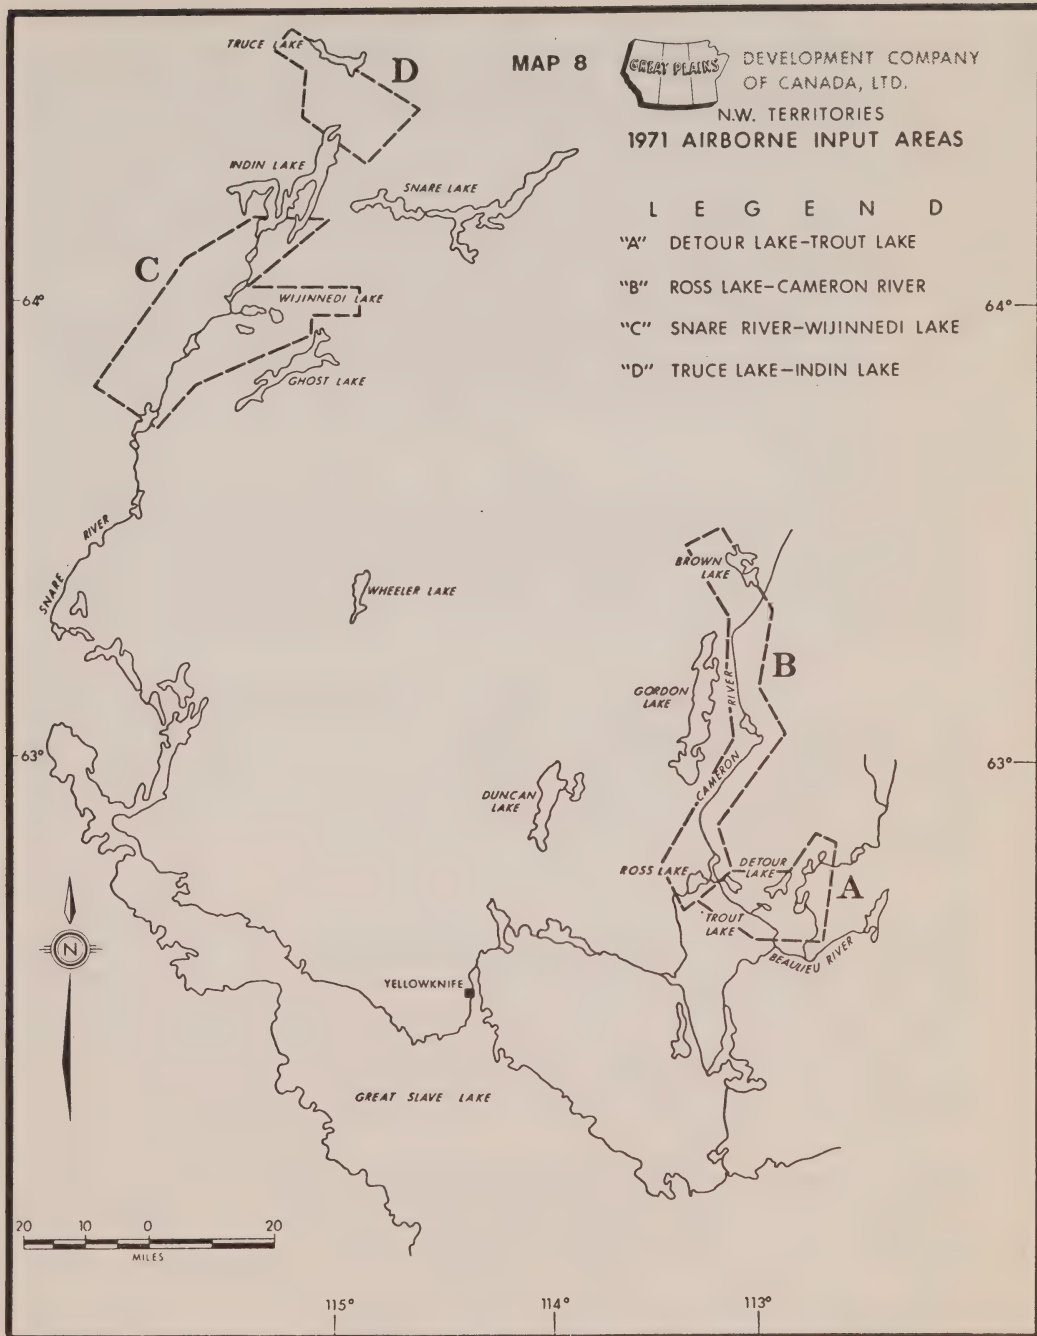 MAP 8
GREAT PLAINS
DEVELOPMENT COMPANY
OF CANADA, LTD.
N.W. TERRITORIES
1971 AIRBORNE INPUT AREAS
LEGEND
"A" DETOUR LAKE-TROUT LAKE
"B" ROSS LAKE-CAMERON RIVER
"C" SNARE RIVER-WIJINNEDI LAKE
"D" TRUCE LAKE-INDIN LAKE
TRUCE LAKE
D
INDIN LAKE
SNARE LAKE
C
64°
WIJINNEDI LAKE
64°
GHOST LAKE
SNARE RIVER
WHEELER LAKE
BROWN
LAKE
B
GORDON
LAKE
CAMERON RIVER
63°
63°
DUNCAN
LAKE
ROSS LAKE
DETOUR
LAKE
A
TROUT
LAKE
BEAULIEU RIVER
N
YELLOWKNIFE
GREAT SLAVE LAKE
20 10 0 20
MILES
115° 114° 113°